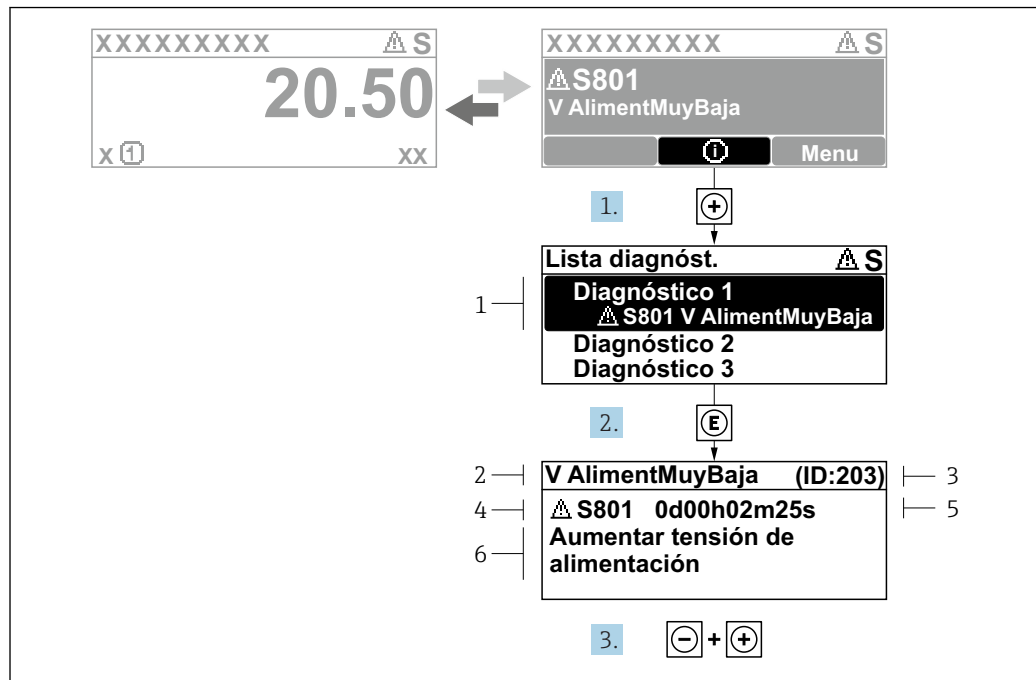 XXXXXXXXX ⚠ S
20.50
X ① XX
XXXXXXXXX ⚠ S
⚠ S801
V AlimentMuyBaja
ⓘ Menu
1. +
Lista diagnóst. ⚠ S
1
Diagnóstico 1
⚠ S801 V AlimentMuyBaja
Diagnóstico 2
Diagnóstico 3
2. E
2 V AlimentMuyBaja (ID:203) 3
4 ⚠ S801 0d00h02m25s 5
6 Aumentar tensión de
alimentación
3. − + +